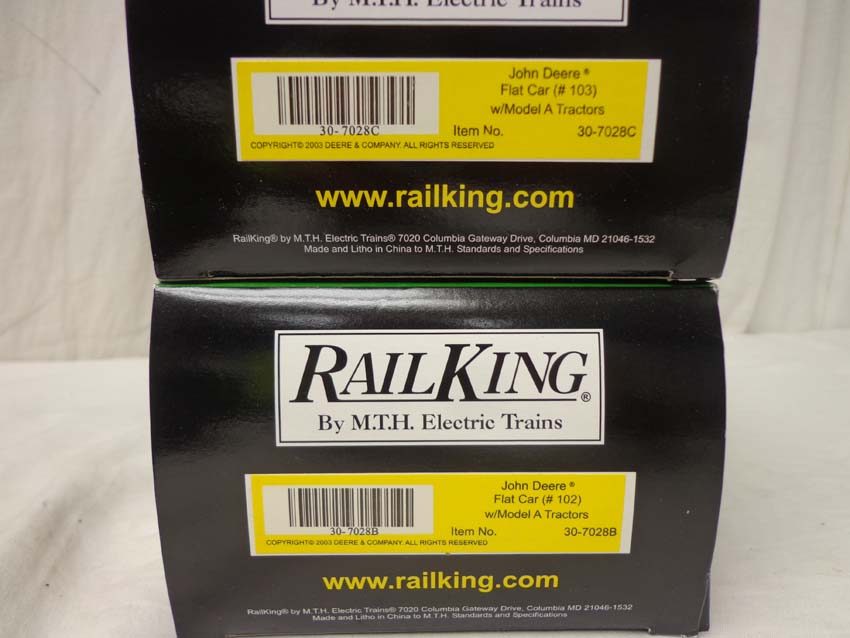 By M.T.H. Electric Trains
John Deere ®
Flat Car (# 103)
w/Model A Tractors
30-7028C
Item No. 30-7028C
COPYRIGHT© 2003 DEERE & COMPANY. ALL RIGHTS RESERVED
www.railking.com
RailKing® by M.T.H. Electric Trains® 7020 Columbia Gateway Drive, Columbia MD 21046-1532
Made and Litho in China to M.T.H. Standards and Specifications
RAILKING®
By M.T.H. Electric Trains
John Deere ®
Flat Car (# 102)
w/Model A Tractors
30-7028B
Item No. 30-7028B
COPYRIGHT© 2003 DEERE & COMPANY. ALL RIGHTS RESERVED
www.railking.com
RailKing® by M.T.H. Electric Trains® 7020 Columbia Gateway Drive, Columbia MD 21046-1532
Made and Litho in China to M.T.H. Standards and Specifications